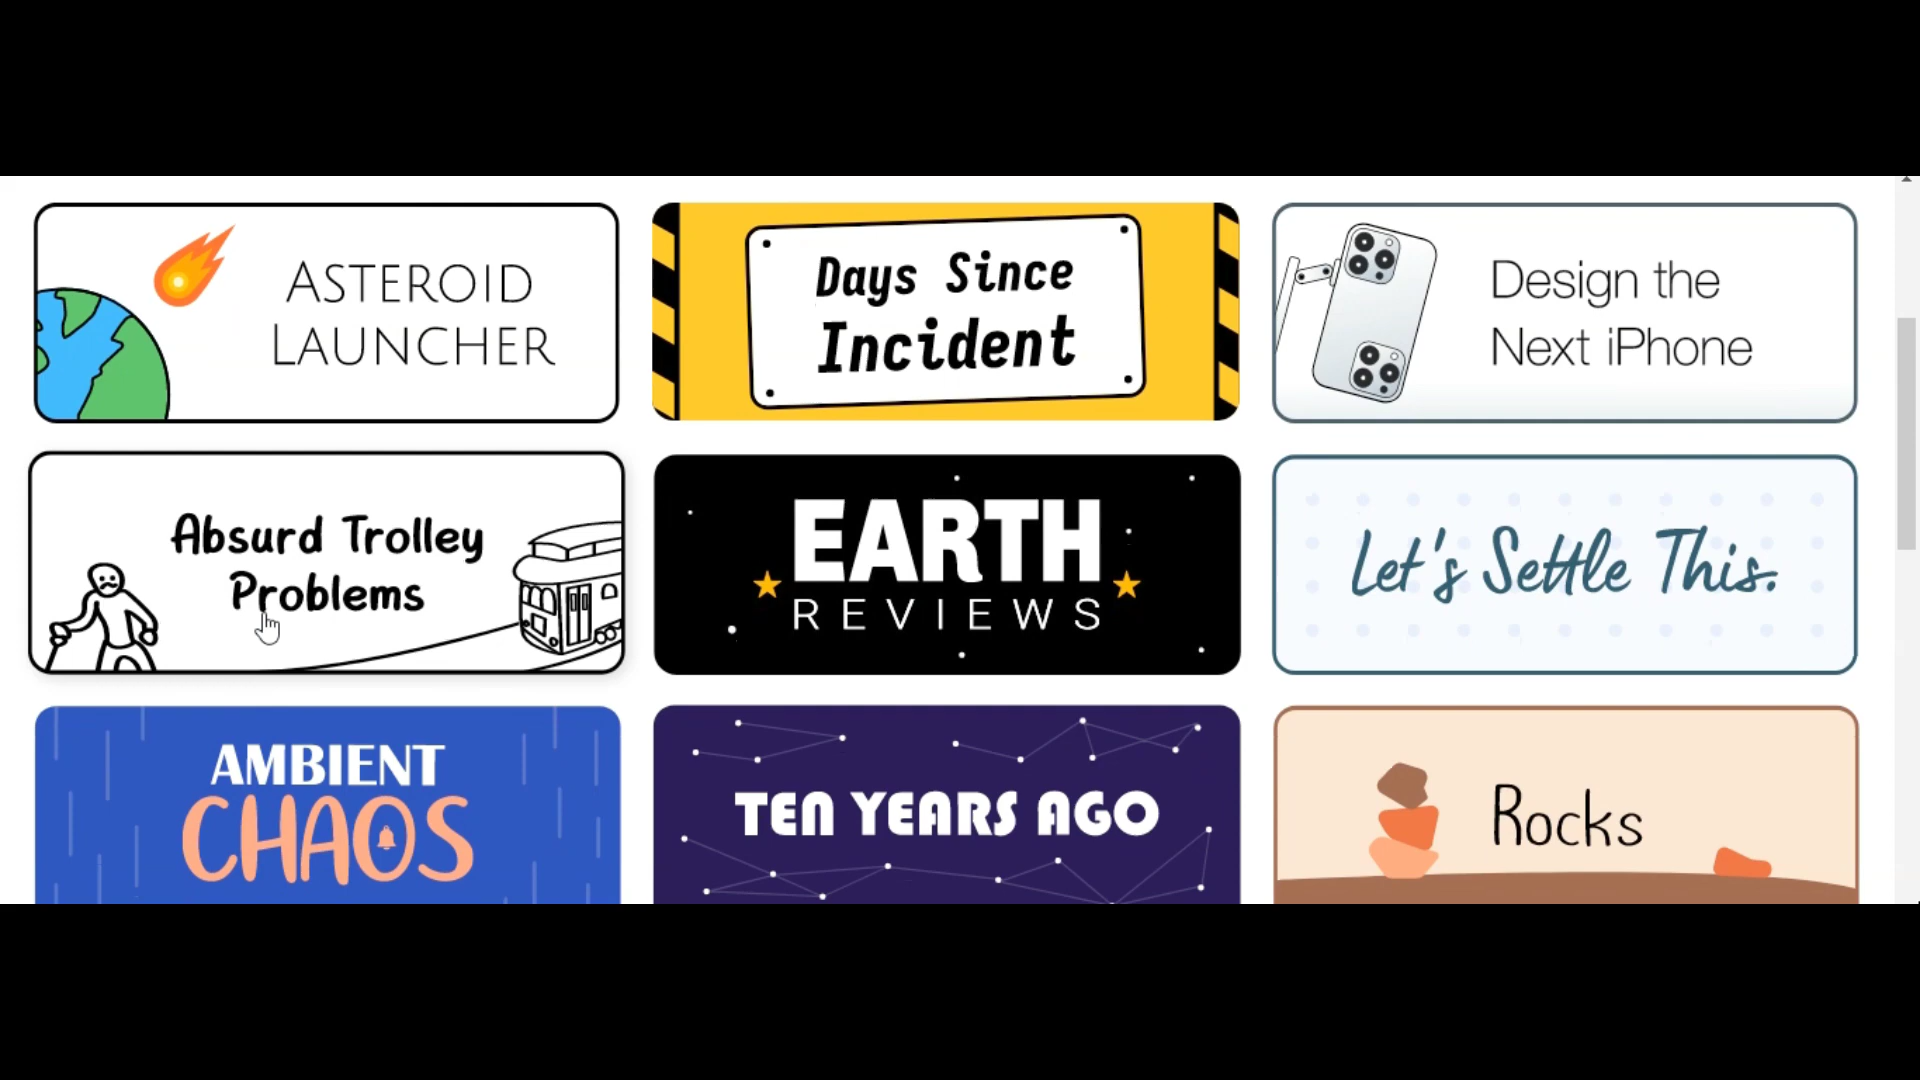 ASTEROID
LAUNCHER
Days Since
Incident
Design the
Next iPhone
Absurd Trolley
Problems
EARTH
REVIEWS
Let's Settle This.
AMBIENT
CHAOS
TEN YEARS AGO
Rocks